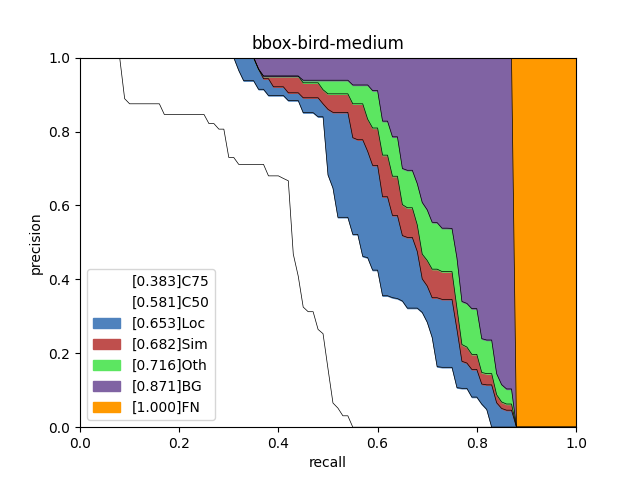 bbox-bird-medium
1.0
0.8
0.6
0.4
0.2
0.0
precision
[0.383]C75
[0.581]C50
[0.653]Loc
[0.682]Sim
[0.716]Oth
[0.871]BG
[1.000]FN
0.0 0.2 0.4 0.6 0.8 1.0
recall